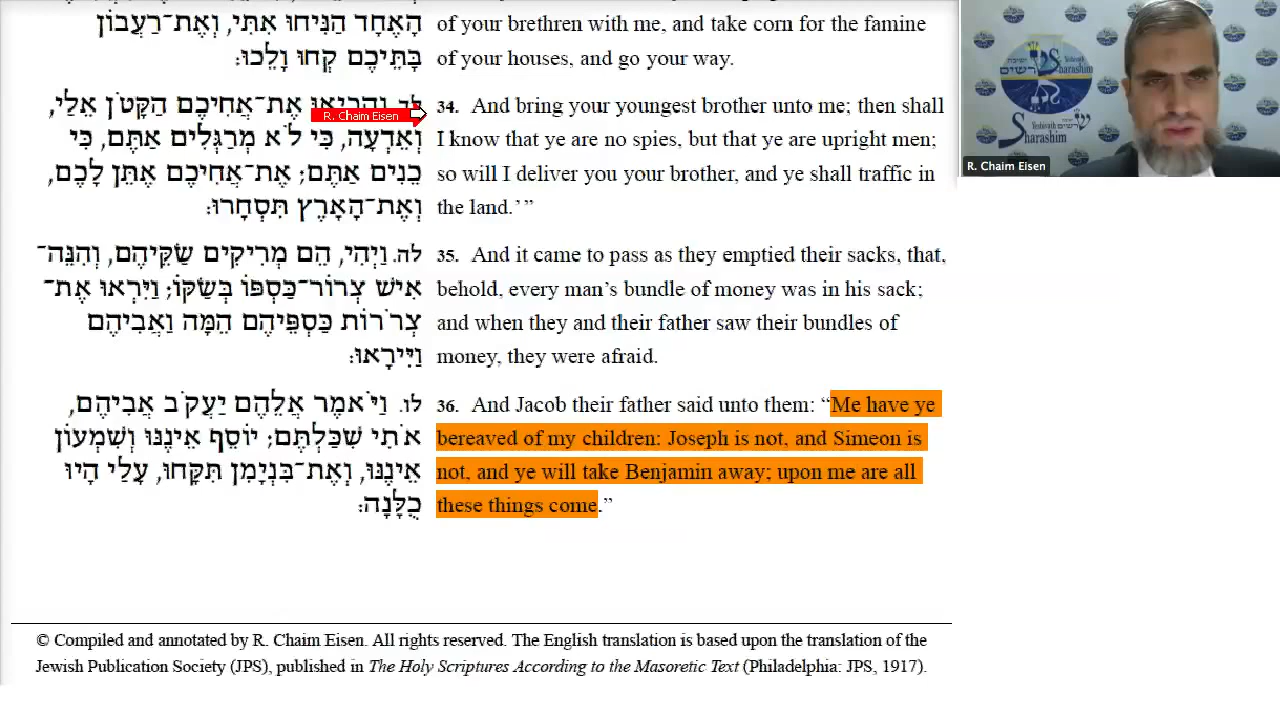 הָאֶחָד הַנִּיחוּ אִתִּי, וְאֶת־רַעֲבוֹן
בָּתֵּיכֶם קְחוּ וָלֵכוּ:
of your brethren with me, and take corn for the famine
of your houses, and go your way.
אֶת־אֲחִיכֶם הַקָּטֹן אֵלַי,
וְאֵדְעָה, כִּי לֹא מְרַגְּלִים אַתֶּם, כִּי
כֵנִים אַתֶּם; אֶת־אֲחִיכֶם אֶתֵּן לָכֶם,
וְאֶת־הָאָרֶץ תִּסְחָרוּ:
R. Chaim Eisen
34. And bring your youngest brother unto me; then shall
I know that ye are no spies, but that ye are upright men;
so will I deliver you your brother, and ye shall traffic in
the land.’”
לה. וַיְהִי, הֵם מְרִיקִים שַׂקֵּיהֶם, וְהִנֵּה־
אִישׁ צְרוֹר־כַּסְפּוֹ בְּשַׂקּוֹ; וַיִּרְאוּ אֶת־
צְרֹרוֹת כַּסְפֵּיהֶם הֵמָּה וַאֲבִיהֶם
וַיִּירָאוּ:
35. And it came to pass as they emptied their sacks, that,
behold, every man’s bundle of money was in his sack;
and when they and their father saw their bundles of
money, they were afraid.
לו. וַיֹּאמֶר אֲלֵהֶם יַעֲקֹב אֲבִיהֶם,
אֹתִי שִׁכַּלְתֶּם; יוֹסֵף אֵינֶנּוּ וְשִׁמְעוֹן
אֵינֶנּוּ, וְאֶת־בִּנְיָמִן תִּקָּחוּ, עָלַי הָיוּ
כֻלָּנָה:
36. And Jacob their father said unto them: “Me have ye
bereaved of my children: Joseph is not, and Simeon is
not, and ye will take Benjamin away; upon me are all
these things come.”
© Compiled and annotated by R. Chaim Eisen. All rights reserved. The English translation is based upon the translation of the
Jewish Publication Society (JPS), published in The Holy Scriptures According to the Masoretic Text (Philadelphia: JPS, 1917).
Yeshivath Sharashim
R. Chaim Eisen